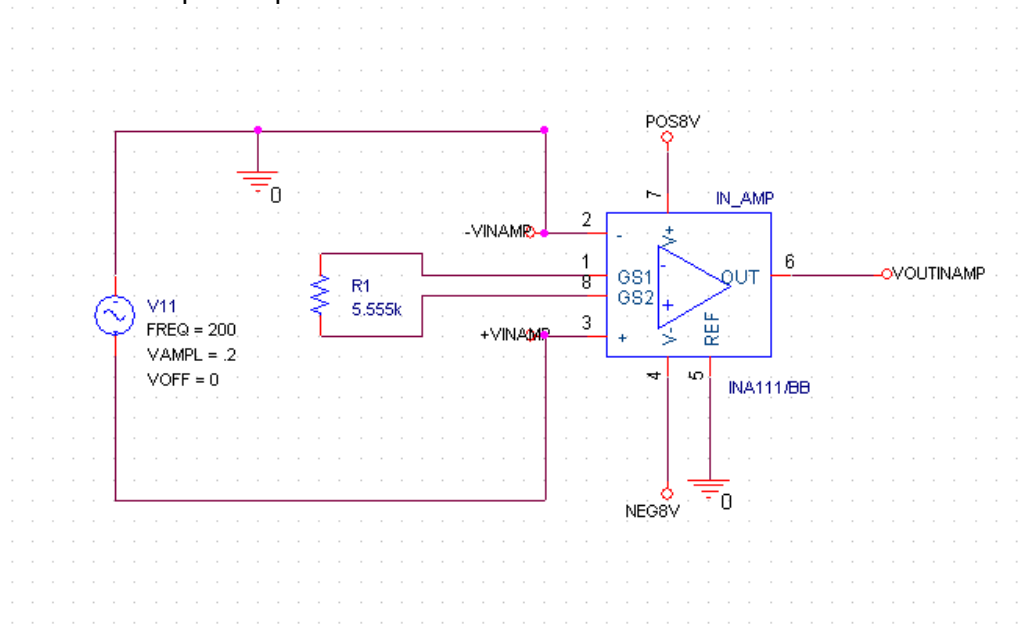 POS8V
7
IN_AMP
0
2
-VINAMP
-
V+
1
GS1
-
OUT
6
VOUTINAMP
8
GS2
+
R1
5.555k
V11
FREQ = 200
VAMPL = .2
VOFF = 0
+VINAMP
3
+
V-
REF
4
5
INA111/BB
NEG8V
0